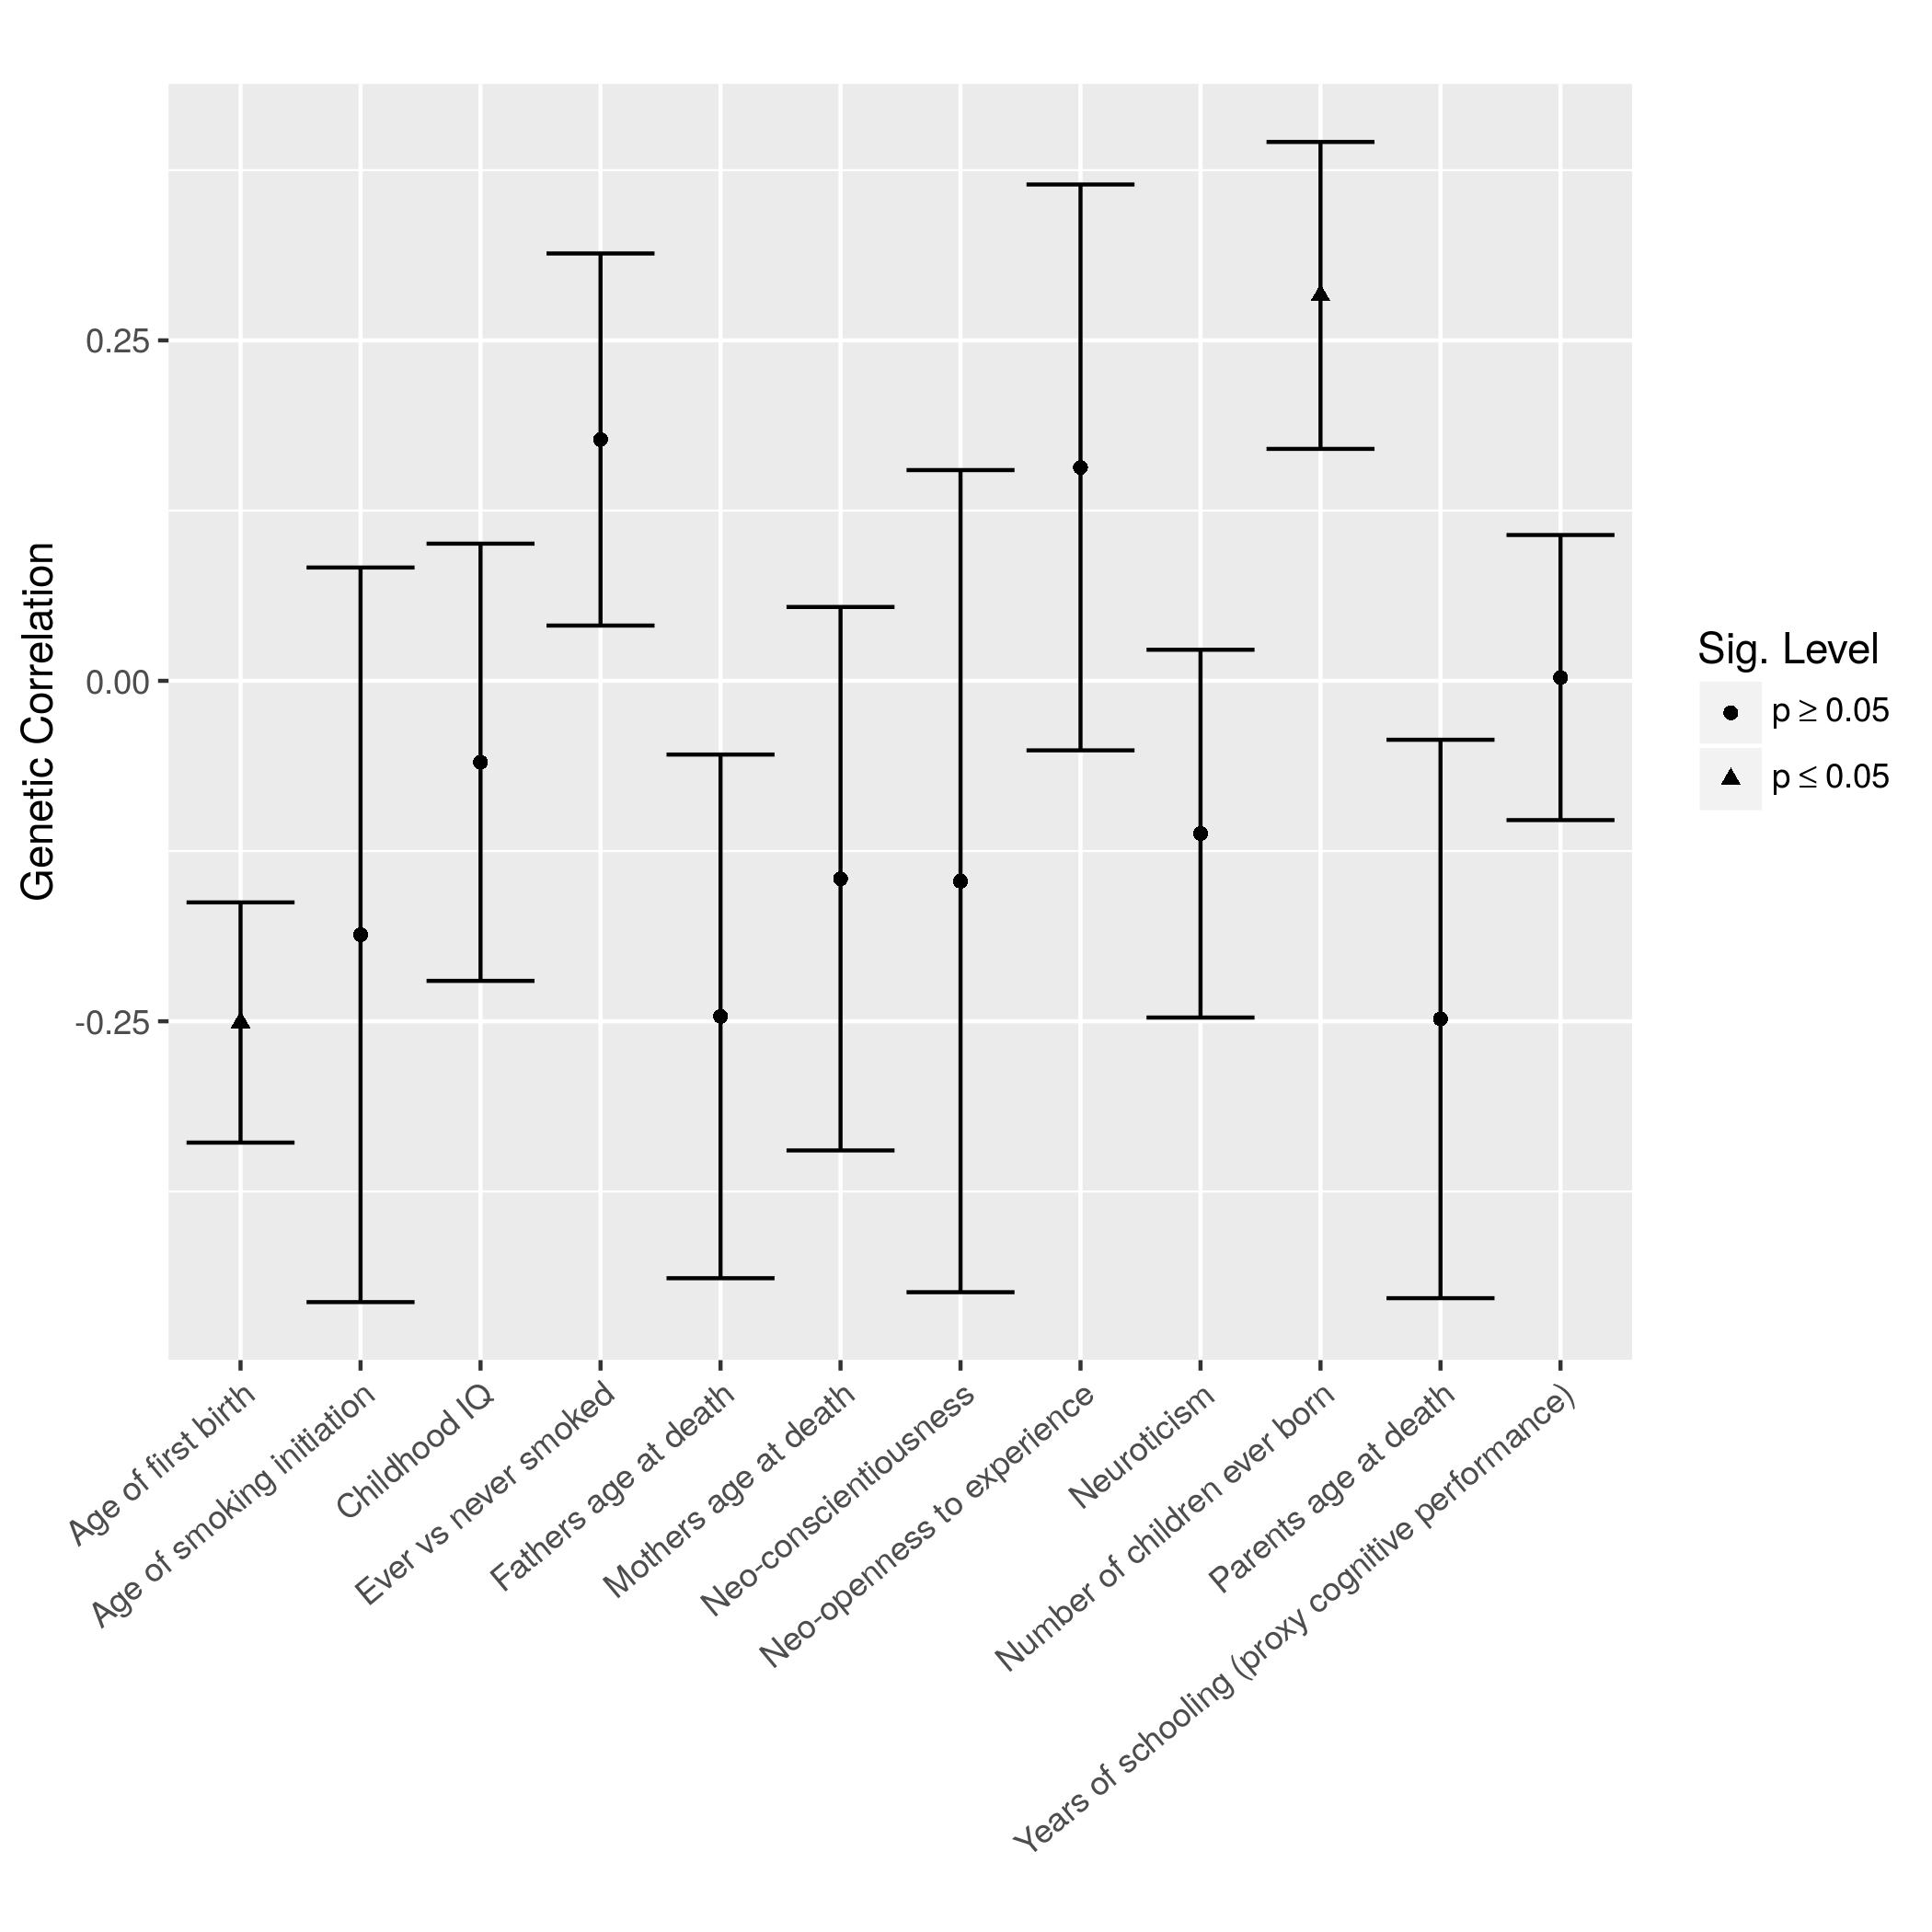 Genetic Correlation
0.25
0.00
-0.25
Age of first birth
Age of smoking initiation
Childhood IQ
Ever vs never smoked
Fathers age at death
Mothers age at death
Neo-conscientiousness
Neo-openness to experience
Neuroticism
Number of children ever born
Parents age at death
Years of schooling (proxy cognitive performance)
Sig. Level
p ≥ 0.05
p ≤ 0.05